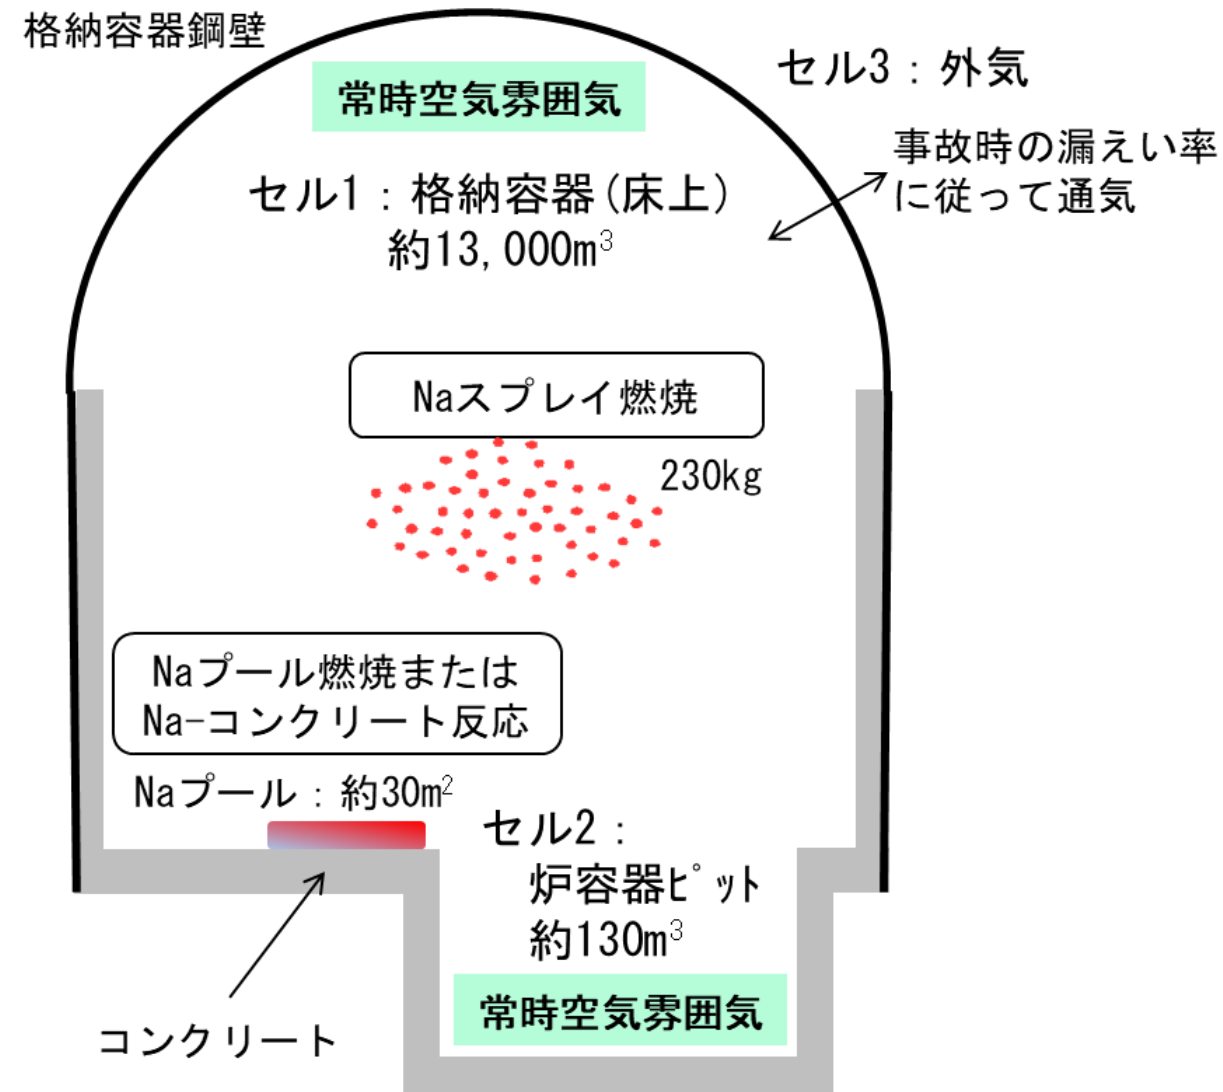 格納容器鋼壁
常時空気雰囲気
セル3：外気
事故時の漏えい率
に従って通気
セル1：格納容器(床上)
約13,000m³
Naスプレイ燃焼
230kg
Naプール燃焼または
Na-コンクリート反応
Naプール：約30m²
セル2：
炉容器ﾋﾟｯﾄ
約130m³
常時空気雰囲気
コンクリート